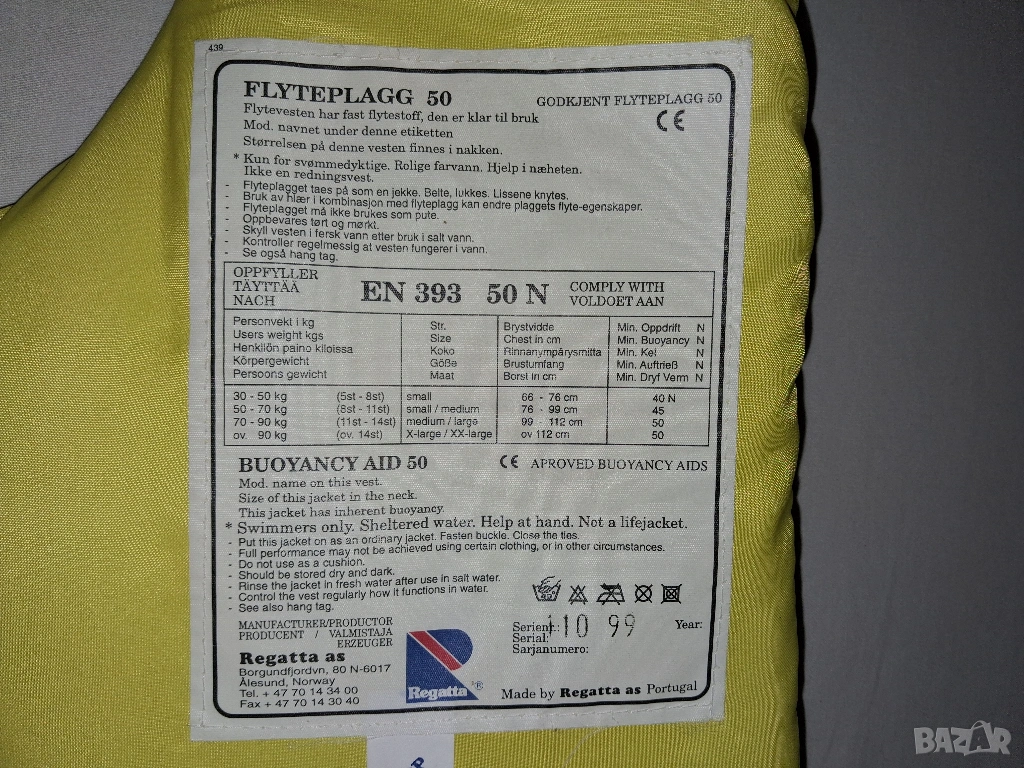 439
FLYTEPLAGG 50
GODKJENT FLYTEPLAGG 50
CE
Flytevesten har fast flytestoff, den er klar til bruk
Mod. navnet under denne etiketten
Størrelsen på denne vesten finnes i nakken.
* Kun for svømmedyktige. Rolige farvann. Hjelp i næheten.
Ikke en redningsvest.
- Flyteplagget taes på som en jekke. Belte, lukkes. Lissene knytes.
- Bruk av hlær i kombinasjon med flyteplagg kan endre plaggets flyte-egenskaper.
- Flyteplagget må ikke brukes som pute.
- Oppbevares tørt og mørkt.
- Skyll vesten i fersk vann etter bruk i salt vann.
- Kontroller regelmessig at vesten fungerer i vann.
- Se også hang tag.
OPPFYLLER
TÄYTTÄÄ
NACH
EN 393 50 N
COMPLY WITH
VOLDOET AAN
Personvekt i kg Str. Brystvidde Min. Oppdrift N
Users weight kgs Size Chest in cm Min. Buoyancy N
Henkilön paino kiloissa Koko Rinnanympärysmitta Min. Kel N
Körpergewicht Göße Brustumfang Min. Auftrieß N
Persoons gewicht Maat Borst in cm Min. Dryf Verm N
30 - 50 kg (5st - 8st) small 66 - 76 cm 40 N
50 - 70 kg (8st - 11st) small / medium 76 - 99 cm 45
70 - 90 kg (11st - 14st) medium / large 99 - 112 cm 50
ov. 90 kg (ov. 14st) X-large / XX-large ov 112 cm 50
BUOYANCY AID 50
CE APROVED BUOYANCY AIDS
Mod. name on this vest.
Size of this jacket in the neck.
This jacket has inherent buoyancy.
* Swimmers only. Sheltered water. Help at hand. Not a lifejacket.
- Put this jacket on as an ordinary jacket. Fasten buckle. Close the ties.
- Full performance may not be achieved using certain clothing, or in other circumstances.
- Do not use as a cushion.
- Should be stored dry and dark.
- Rinse the jacket in fresh water after use in salt water.
- Control the vest regularly how it functions in water.
- See also hang tag.
MANUFACTURER/PRODUCTOR
PRODUCENT / VALMISTAJA
ERZEUGER
Regatta as
Borgundfjordvn, 80 N-6017
Ålesund, Norway
Tel. + 47 70 14 34 00
Fax + 47 70 14 30 40
Regatta ®
Serienr.: 110 99 Year:
Serial:
Sarjanumero:
Made by Regatta as Portugal
BAZAR